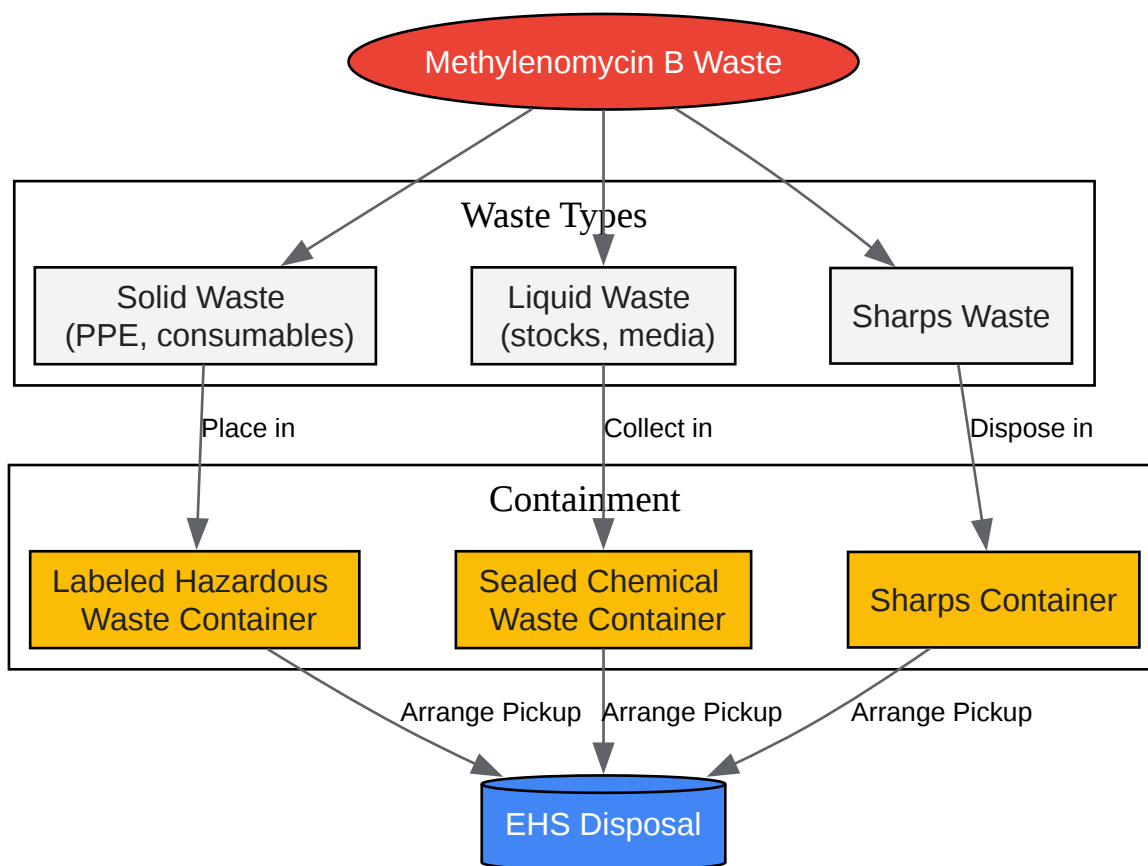 Methylenomycin B Waste
Waste Types
Solid Waste
(PPE, consumables)
Liquid Waste
(stocks, media)
Sharps Waste
Place in
Collect in
Dispose in
Containment
Labeled Hazardous
Waste Container
Sealed Chemical
Waste Container
Sharps Container
Arrange Pickup
Arrange Pickup
Arrange Pickup
EHS Disposal